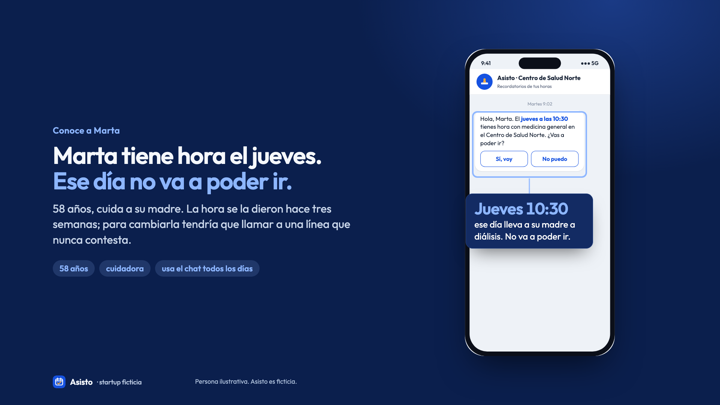 Conoce a Marta
Marta tiene hora el jueves.
Ese día no va a poder ir.
58 años, cuida a su madre. La hora se la dieron hace tres
semanas; para cambiarla tendría que llamar a una línea que
nunca contesta.
58 años
cuidadora
usa el chat todos los días
9:41
5G
Asisto · Centro de Salud Norte
Recordatorios de tus horas
Martes 9:02
Hola, Marta. El jueves a las 10:30
tienes hora con medicina general en
el Centro de Salud Norte. ¿Vas a
poder ir?
Sí, voy
No puedo
Jueves 10:30
ese día lleva a su madre a
diálisis. No va a poder ir.
Asisto · startup ficticia
Persona ilustrativa. Asisto es ficticia.